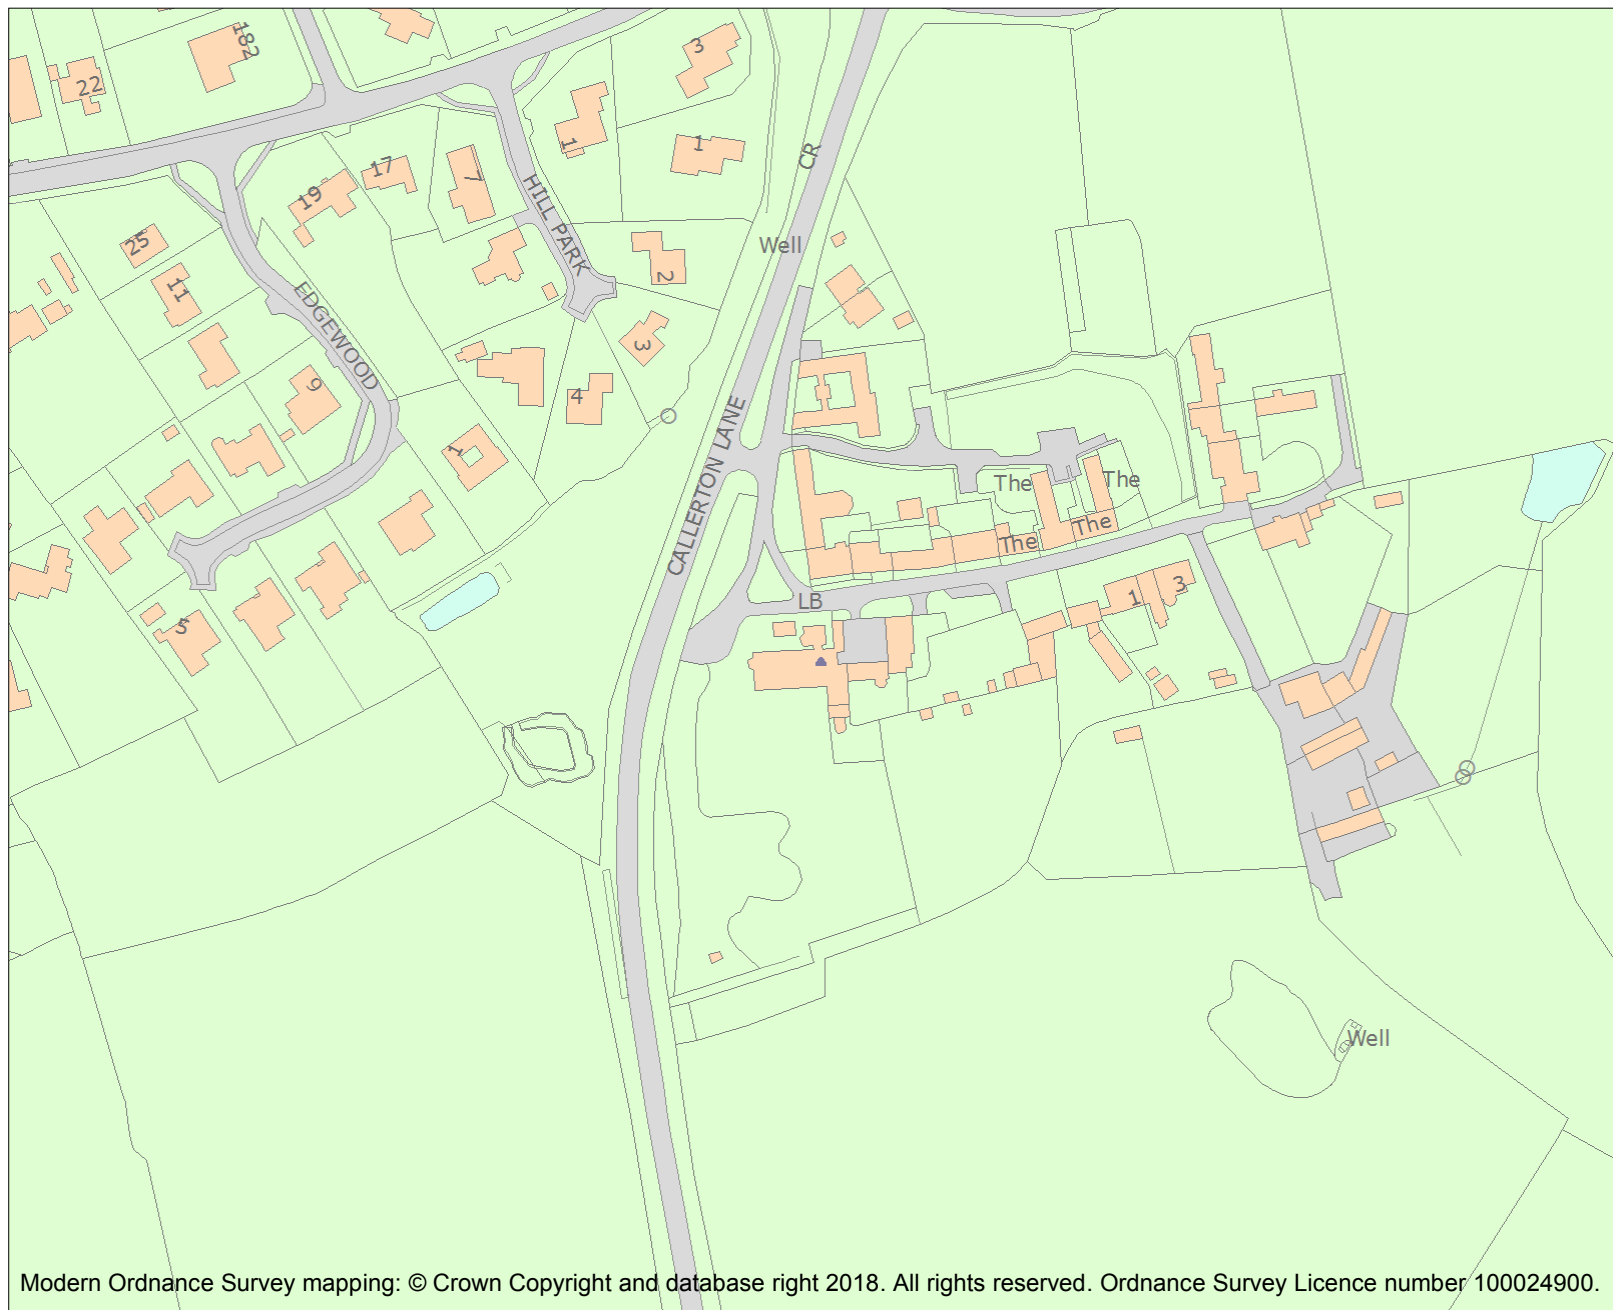 182
22
3
1
1
CR
17
7
19
HILL PARK
25
Well
2
11
EDGEWOOD
3
9
4
CALLERTON LANE
1
The
The
The
The
LB
1
3
5
Well
Modern Ordnance Survey mapping: © Crown Copyright and database right 2018. All rights reserved. Ordnance Survey Licence number 100024900.